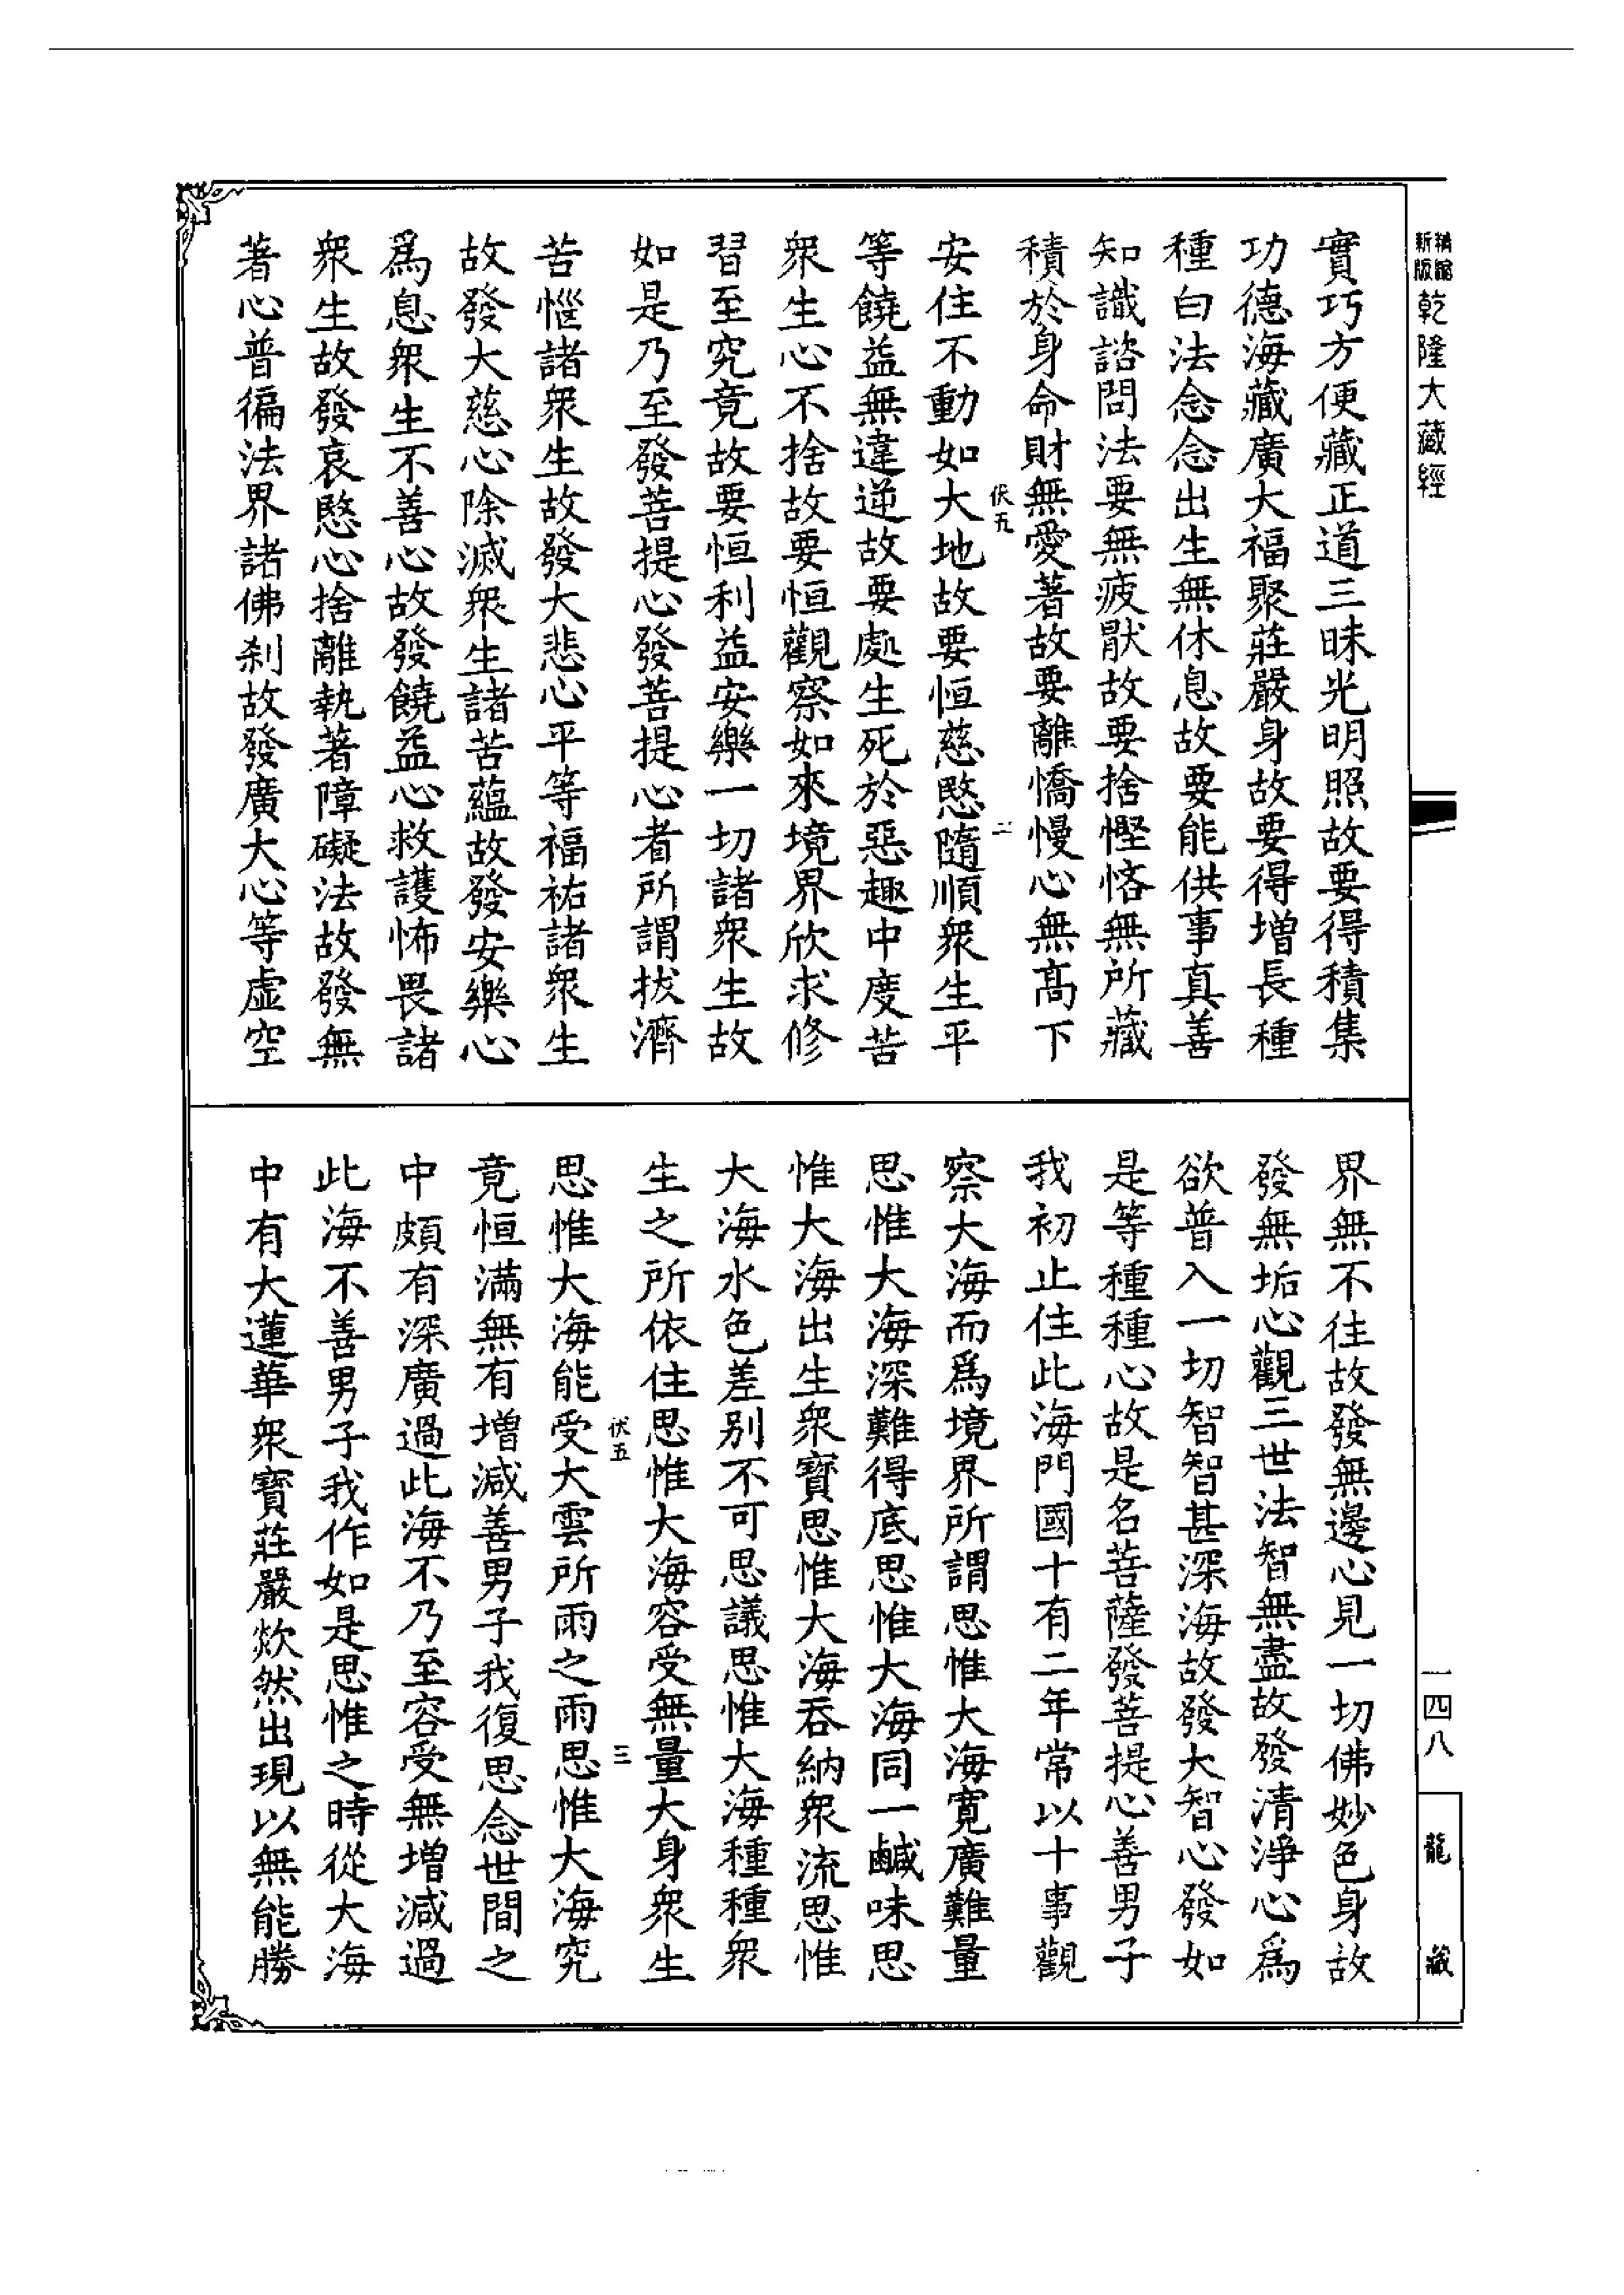 新版精縮
乾隆大藏經
實巧方便藏正道三昧光明照故要得積集
功德海藏廣大福聚莊嚴身故要得增長種
種白法念念出生無休息故要能供事真善
知識諮問法要無疲猒故要捨慳悋無所藏
積於身命財無愛著故要離憍慢心無高下
伏五
二
安住不動如大地故要恒慈愍隨順衆生平
等饒益無違逆故要處生死於惡趣中度苦
衆生心不捨故要恒觀察如來境界欣求修
習至究竟故要恒利益安樂一切諸衆生故
如是乃至發菩提心發菩提心者所謂拔濟
苦惱諸衆生故發大悲心平等福祐諸衆生
故發大慈心除滅衆生諸苦蘊故發安樂心
爲息衆生不善心故發饒益心救護怖畏諸
衆生故發哀愍心捨離執著障礙法故發無
著心普徧法界諸佛刹故發廣大心等虛空
界無不往故發無邊心見一切佛妙色身故
發無垢心觀三世法智無盡故發清淨心爲
欲普入一切智智甚深海故發大智心發如
是等種種心故是名菩薩發菩提心善男子
我初止住此海門國十有二年常以十事觀
察大海而爲境界所謂思惟大海寬廣難量
思惟大海深難得底思惟大海同一鹹味思
惟大海出生衆寶思惟大海吞納衆流思惟
大海水色差別不可思議思惟大海種種衆
生之所依住思惟大海容受無量大身衆生
伏五
三
思惟大海能受大雲所雨之雨思惟大海究
竟恒滿無有增減善男子我復思念世間之
中頗有深廣過此海不乃至容受無增減過
此海不善男子我作如是思惟之時從大海
中有大蓮華衆寶莊嚴歘然出現以無能勝
一四八
龍藏